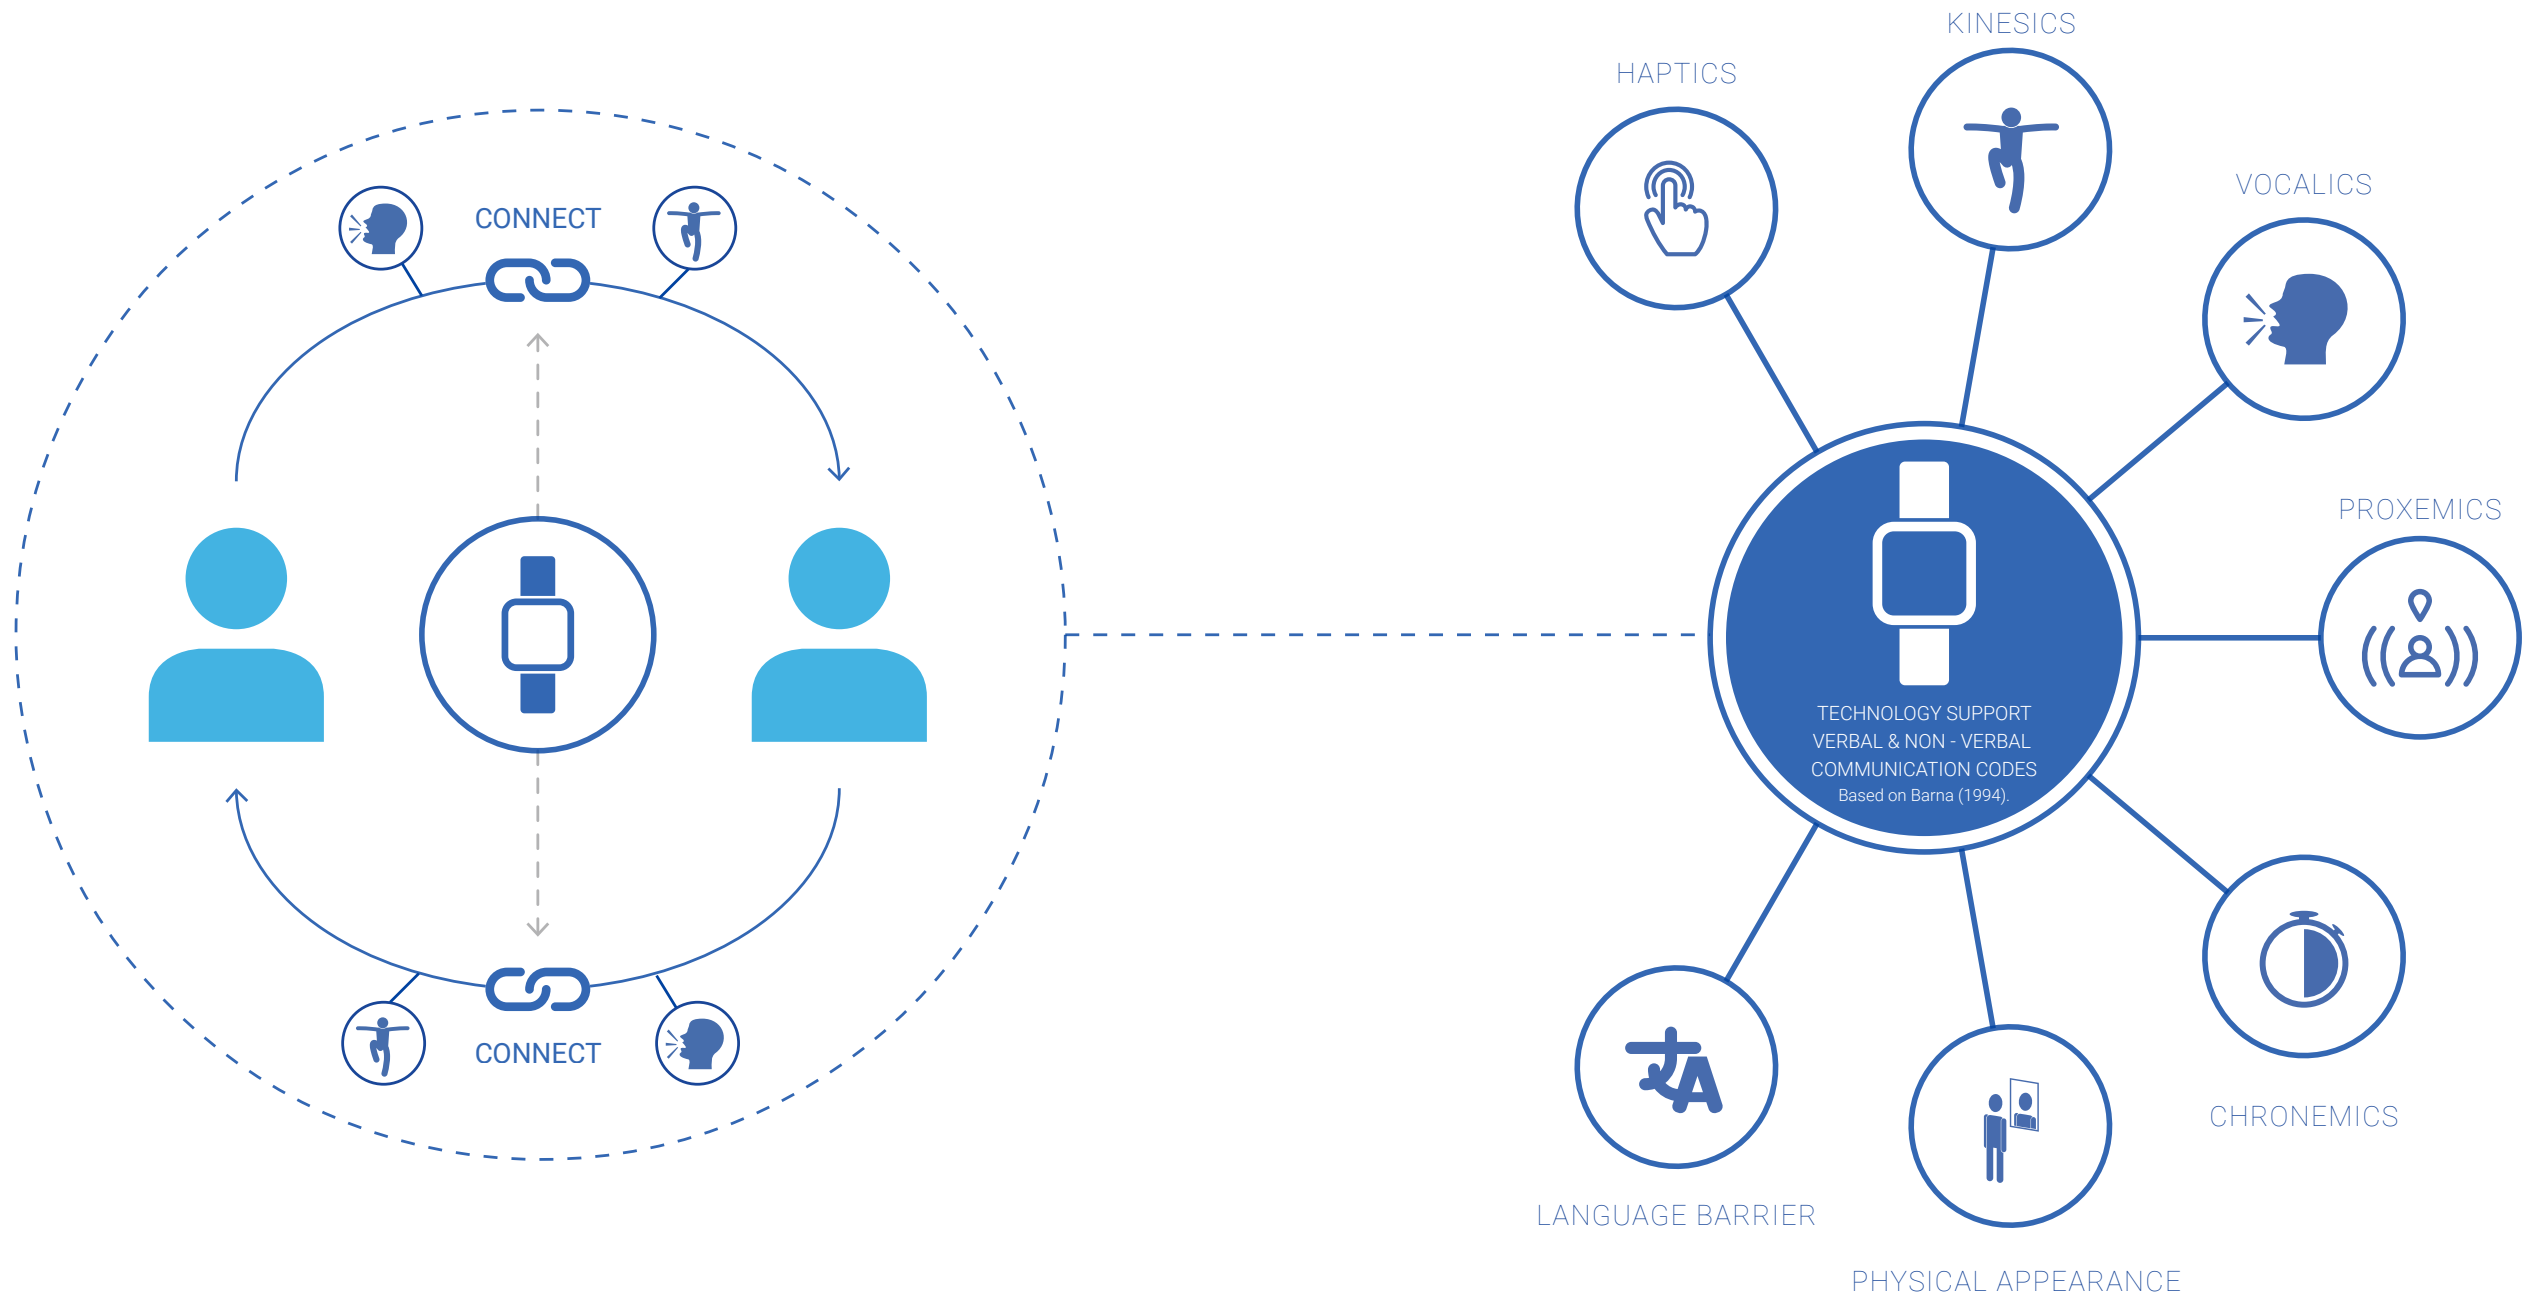 CONNECT
CONNECT
KINESICS
HAPTICS
VOCALICS
PROXEMICS
TECHNOLOGY SUPPORT
VERBAL & NON - VERBAL
COMMUNICATION CODES
Based on Barna (1994).
CHRONEMICS
LANGUAGE BARRIER
PHYSICAL APPEARANCE